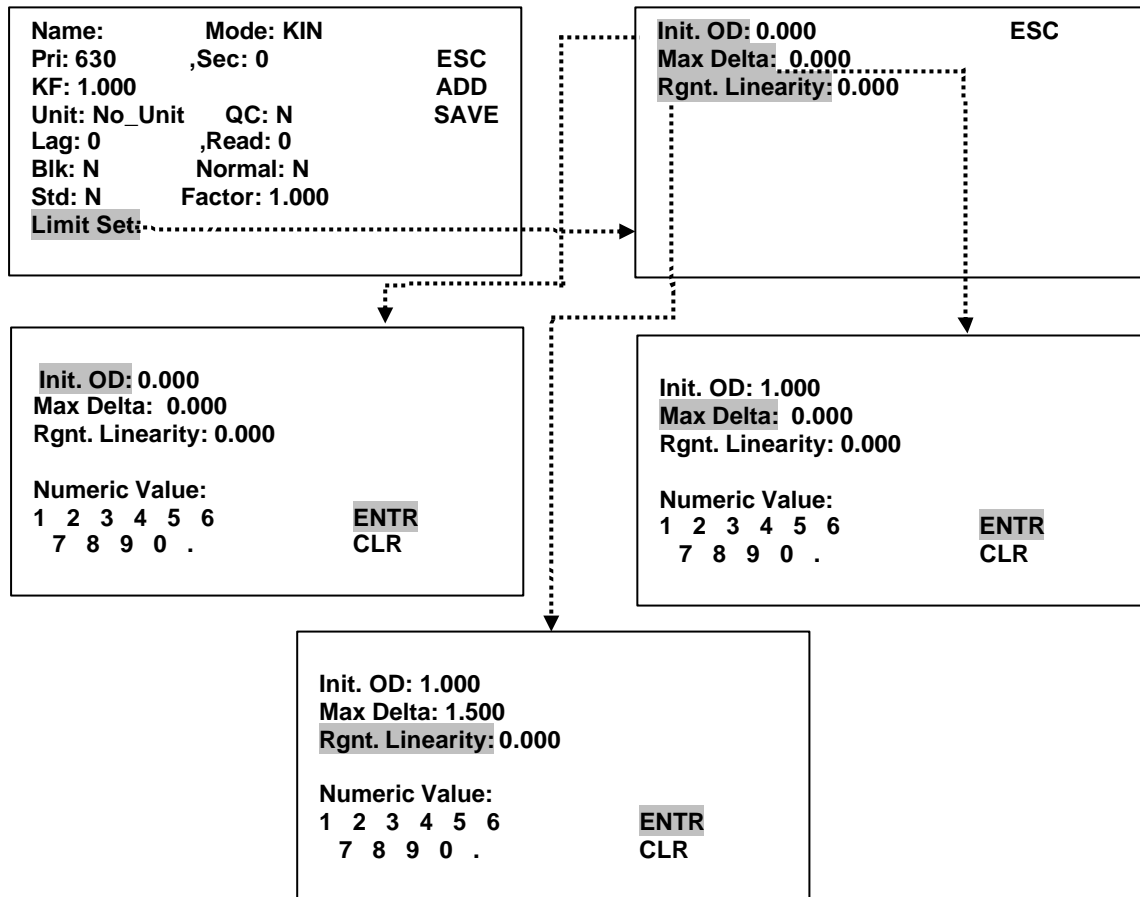 Name: Mode: KIN
Pri: 630 ,Sec: 0 ESC
KF: 1.000 ADD
Unit: No_Unit QC: N SAVE
Lag: 0 ,Read: 0
Blk: N Normal: N
Std: N Factor: 1.000
Limit Set:
Init. OD: 0.000 ESC
Max Delta: 0.000
Rgnt. Linearity: 0.000
Init. OD: 0.000
Max Delta: 0.000
Rgnt. Linearity: 0.000
Numeric Value:
1 2 3 4 5 6 ENTR
7 8 9 0 . CLR
Init. OD: 1.000
Max Delta: 0.000
Rgnt. Linearity: 0.000
Numeric Value:
1 2 3 4 5 6 ENTR
7 8 9 0 . CLR
Init. OD: 1.000
Max Delta: 1.500
Rgnt. Linearity: 0.000
Numeric Value:
1 2 3 4 5 6 ENTR
7 8 9 0 . CLR